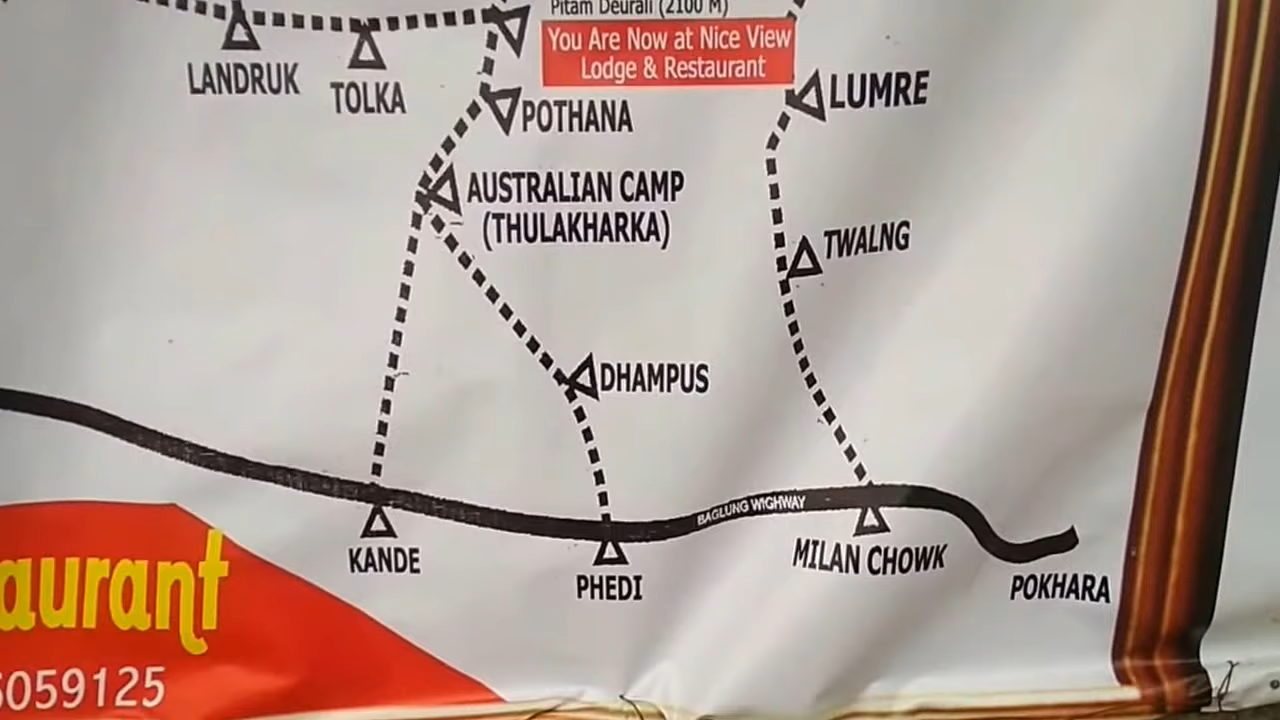 Pitam Deurali (2100 M)
You Are Now at Nice View
Lodge & Restaurant
LANDRUK
TOLKA
POTHANA
LUMRE
AUSTRALIAN CAMP
(THULAKHARKA)
TWALNG
DHAMPUS
BAGLUNG WIGHWAY
KANDE
PHEDI
MILAN CHOWK
POKHARA
aurant
6059125